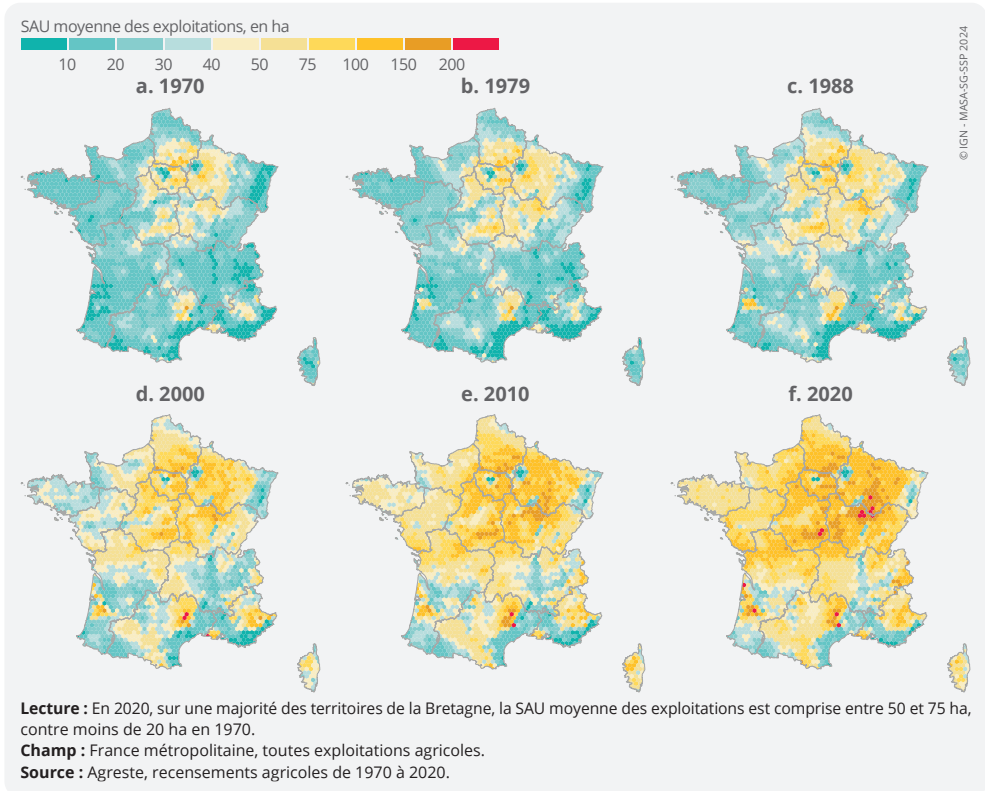 SAU moyenne des exploitations, en ha
10 20 30 40 50 75 100 150 200
© IGN - MASA-SG-SSP 2024
a. 1970
b. 1979
c. 1988
d. 2000
e. 2010
f. 2020
Lecture : En 2020, sur une majorité des territoires de la Bretagne, la SAU moyenne des exploitations est comprise entre 50 et 75 ha,
contre moins de 20 ha en 1970.
Champ : France métropolitaine, toutes exploitations agricoles.
Source : Agreste, recensements agricoles de 1970 à 2020.